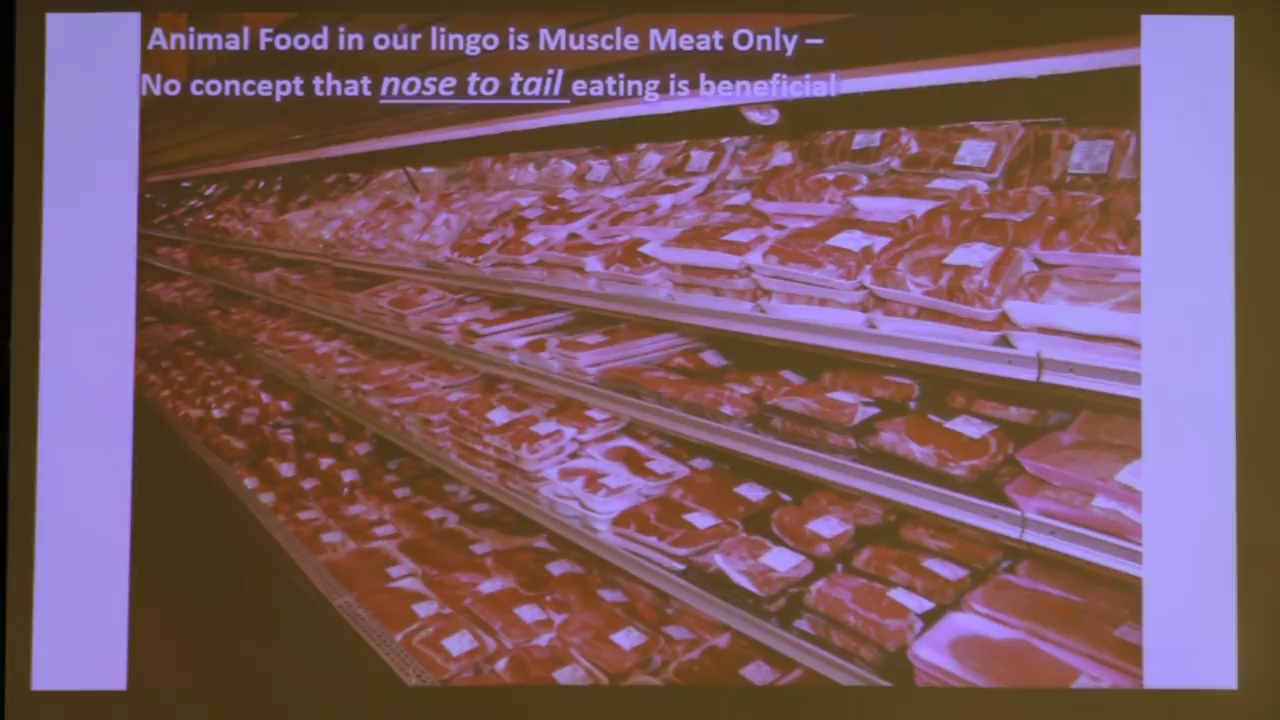 Animal Food in our lingo is Muscle Meat Only –
No concept that nose to tail eating is beneficial